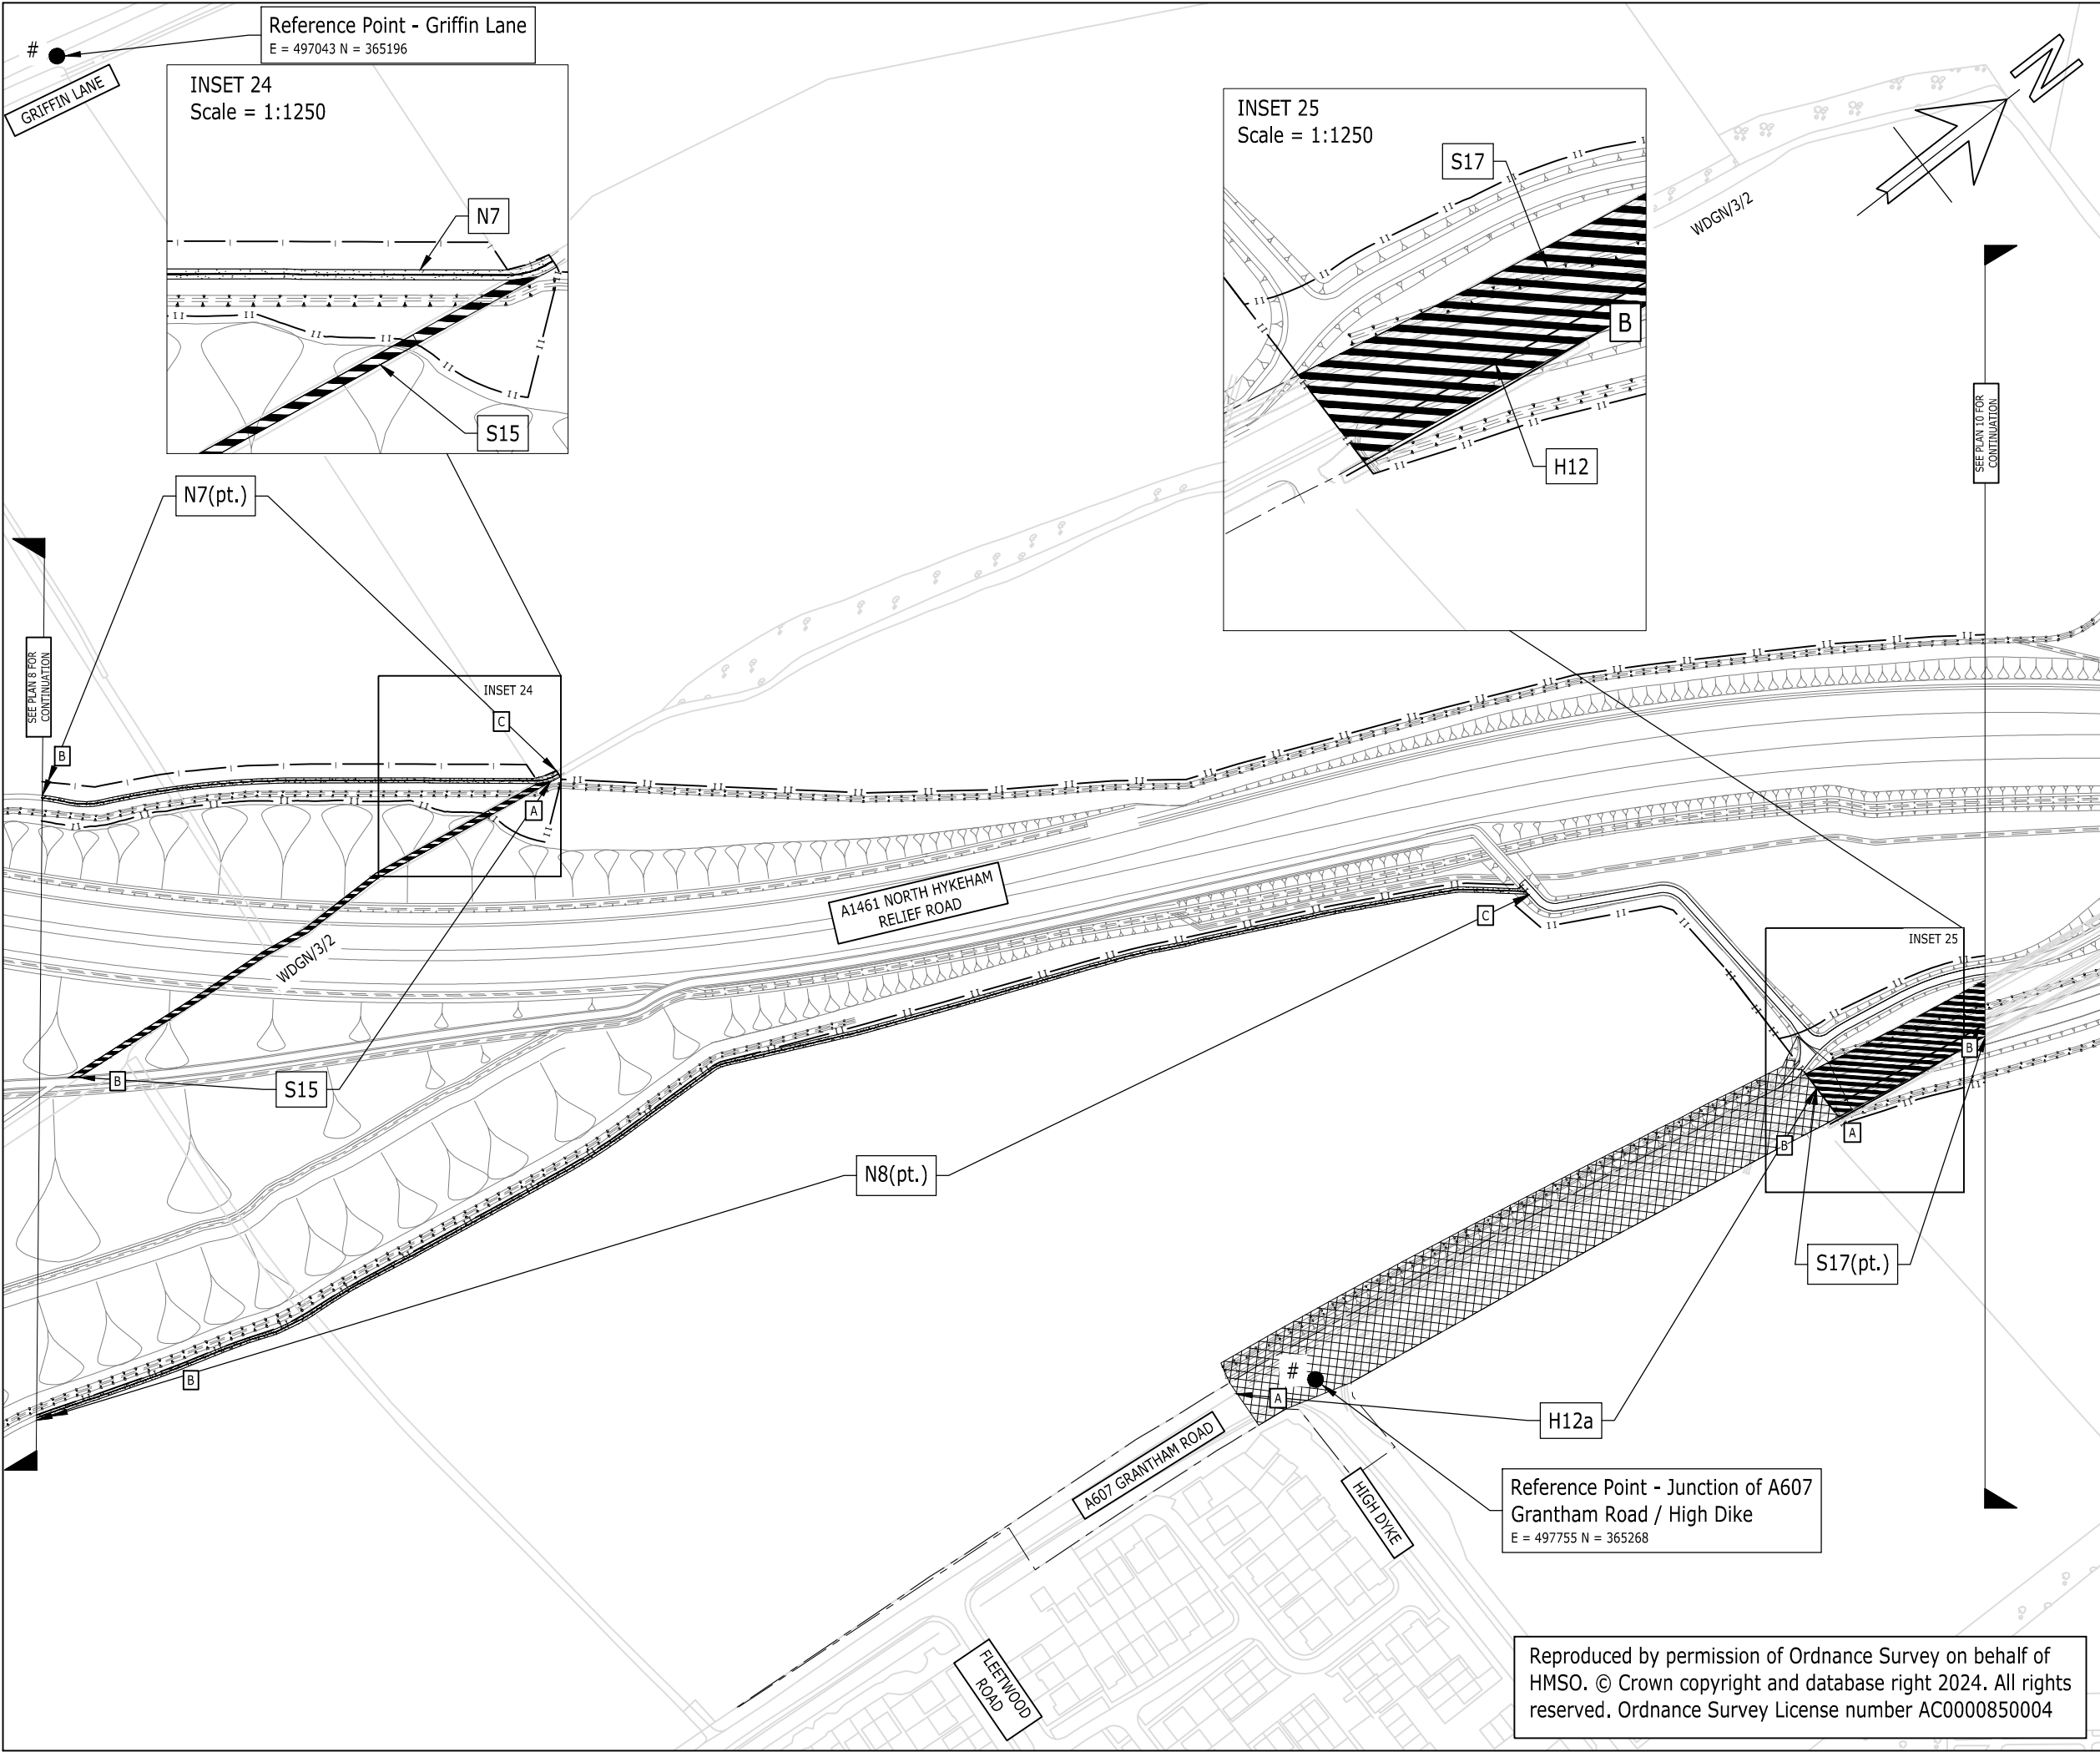 Reference Point - Griffin Lane
E = 497043 N = 365196
#
GRIFFIN LANE
INSET 24
Scale = 1:1250
N7
S15
INSET 25
Scale = 1:1250
S17
B
H12
N
WDGN/3/2
SEE PLAN 10 FOR
CONTINUATION
N7(pt.)
SEE PLAN 8 FOR
CONTINUATION
INSET 24
C
B
A
A1461 NORTH HYKEHAM
RELIEF ROAD
WDGN/3/2
C
INSET 25
B
B
S15
A
B
N8(pt.)
S17(pt.)
B
#
A
H12a
A607 GRANTHAM ROAD
HIGH DYKE
Reference Point - Junction of A607
Grantham Road / High Dike
E = 497755 N = 365268
FLEETWOOD
ROAD
Reproduced by permission of Ordnance Survey on behalf of
HMSO. © Crown copyright and database right 2024. All rights
reserved. Ordnance Survey License number AC0000850004